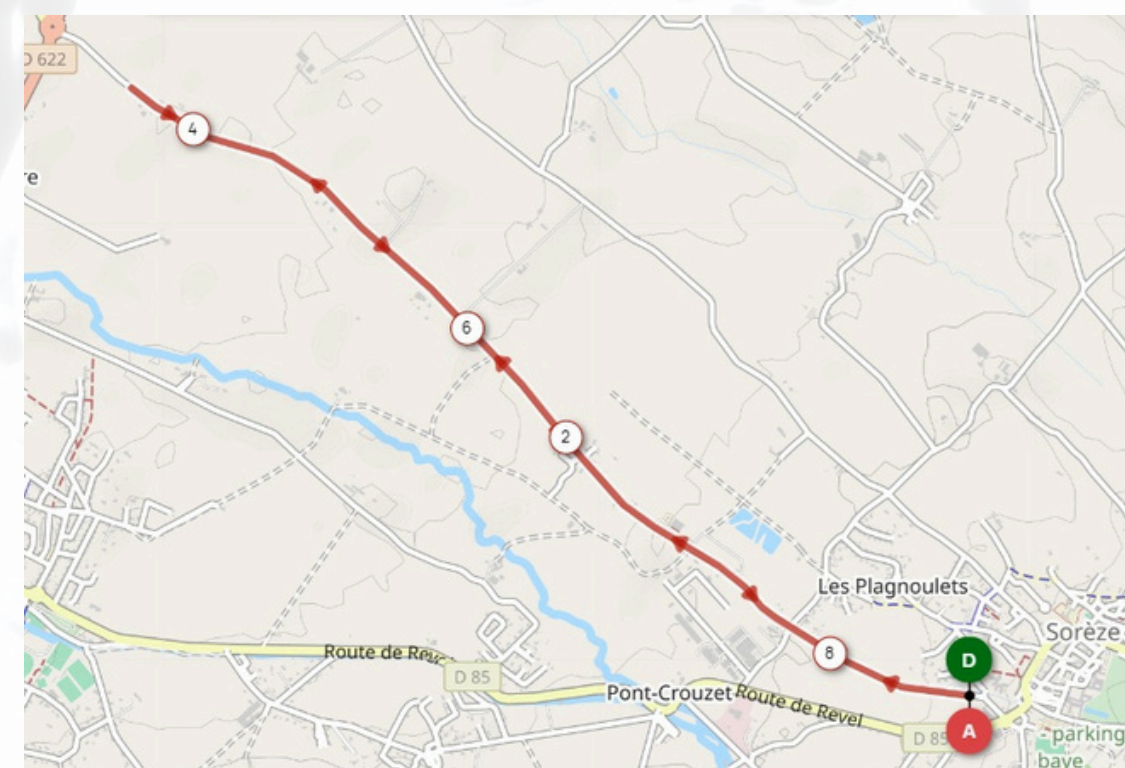 D 622
4
re
6
2
Les Plagnoulets
Sorèze
D
8
Route de Revel
D 85
Pont-Crouzet
Route de Revel
D 85
A
- parking
baye